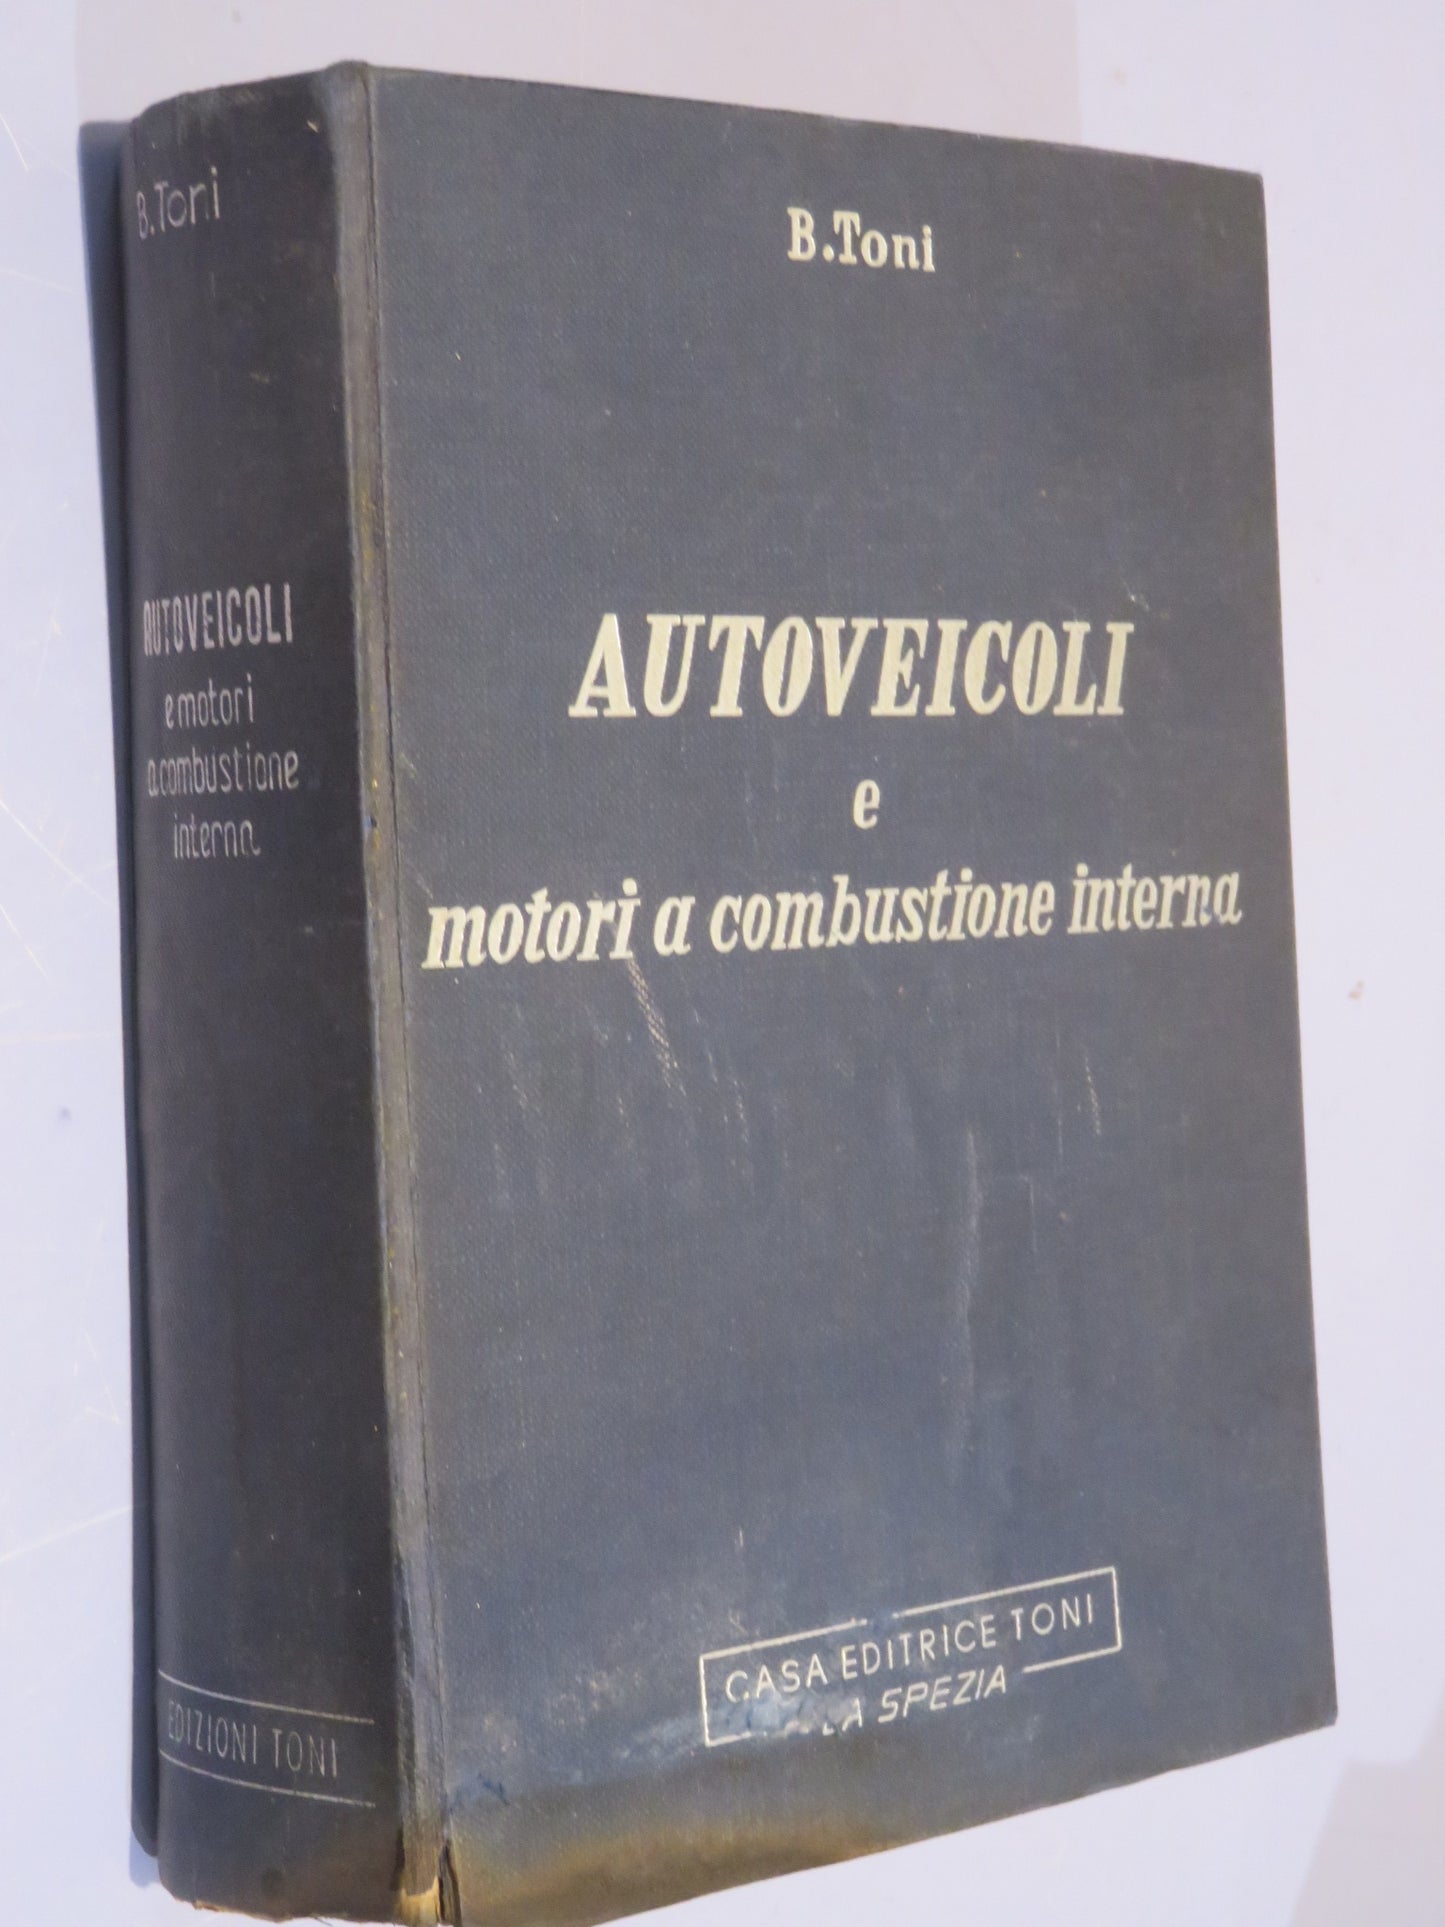 B.Toni
AUTOVEICOLI
e motori
a combustione
interna
EDIZIONI TONI
B.Toni
AUTOVEICOLI
e
motori a combustione interna
CASA EDITRICE TONI
LA SPEZIA